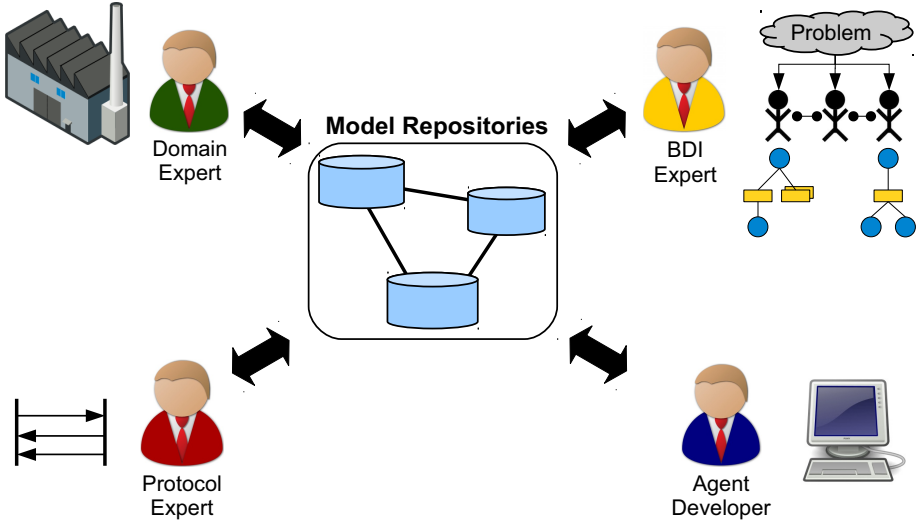 Problem
Model Repositories
Domain
Expert
BDI
Expert
Protocol
Expert
Agent
Developer